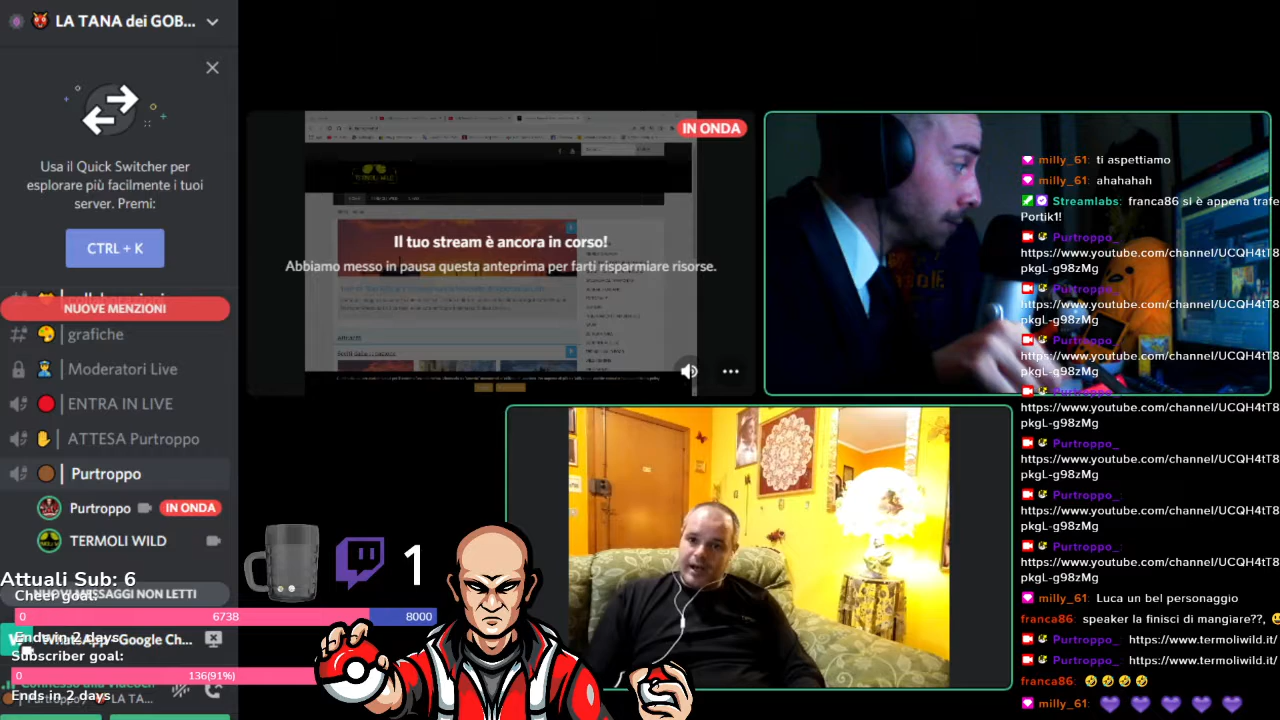 LA TANA dei GOB...
Usa il Quick Switcher per
esplorare più facilmente i tuoi
server. Premi:
CTRL + K
NUOVE MENZIONI
grafiche
Moderatori Live
ENTRA IN LIVE
ATTESA Purtroppo
Purtroppo
Purtroppo IN ONDA
TERMOLI WILD
Attuali Sub: 6
Cheer goal:
0 6738 8000
Ends in 2 days
Google Ch...
Subscriber goal:
0 136(91%)
Ends in 2 days
IN ONDA
TERMOLI WILD
Il tuo stream è ancora in corso!
Abbiamo messo in pausa questa anteprima per farti risparmiare risorse.
1
milly_61: ti aspettiamo
milly_61: ahahahah
Streamlabs: franca86 si è appena trafe
Portik1!
Purtroppo_
https://www.youtube.com/channel/UCQH4tT8
pkgL-g98zMg
Purtroppo_
https://www.youtube.com/channel/UCQH4tT8
pkgL-g98zMg
Purtroppo_
https://www.youtube.com/channel/UCQH4tT8
pkgL-g98zMg
Purtroppo_
https://www.youtube.com/channel/UCQH4tT8
pkgL-g98zMg
Purtroppo_:
https://www.youtube.com/channel/UCQH4tT8
pkgL-g98zMg
Purtroppo_:
https://www.youtube.com/channel/UCQH4tT8
pkgL-g98zMg
Purtroppo_:
https://www.youtube.com/channel/UCQH4tT8
pkgL-g98zMg
milly_61: Luca un bel personaggio
franca86: speaker la finisci di mangiare??,
Purtroppo_: https://www.termoliwild.it/
Purtroppo_: https://www.termoliwild.it/
franca86: 🤣🤣🤣🤣
milly_61: 💜💜💜💜💜